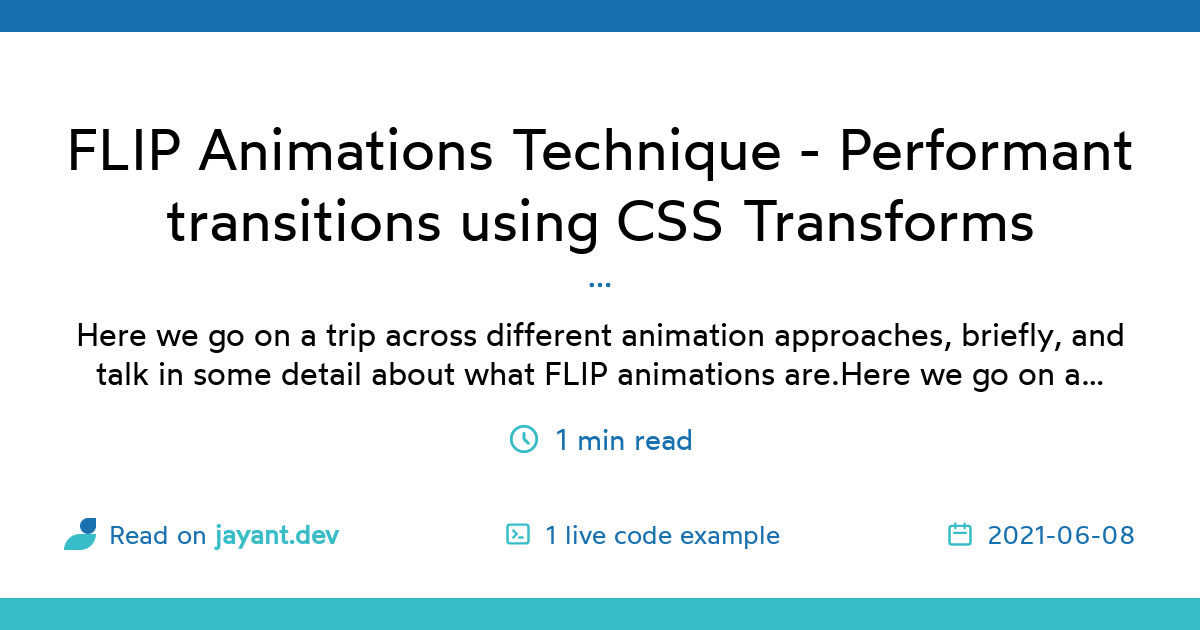 FLIP Animations Technique - Performant
transitions using CSS Transforms
...
Here we go on a trip across different animation approaches, briefly, and
talk in some detail about what FLIP animations are.Here we go on a...
1 min read
Read on jayant.dev
1 live code example
2021-06-08